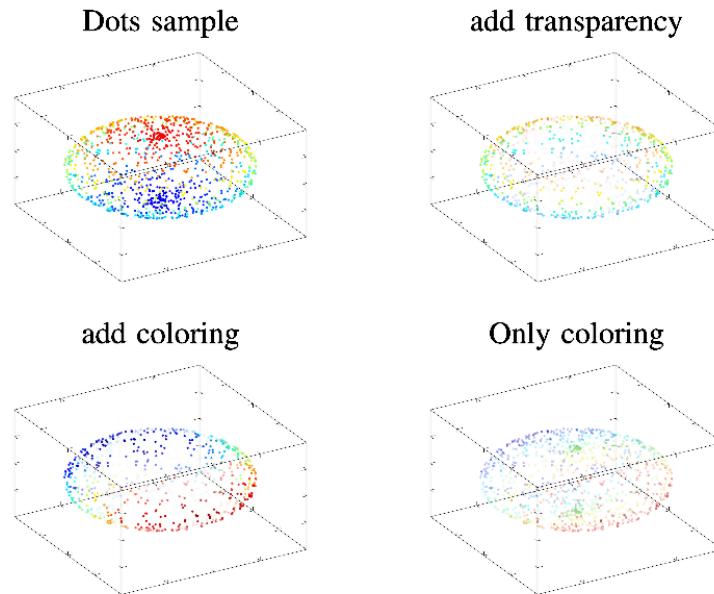 Dots sample
add transparency
add coloring
Only coloring